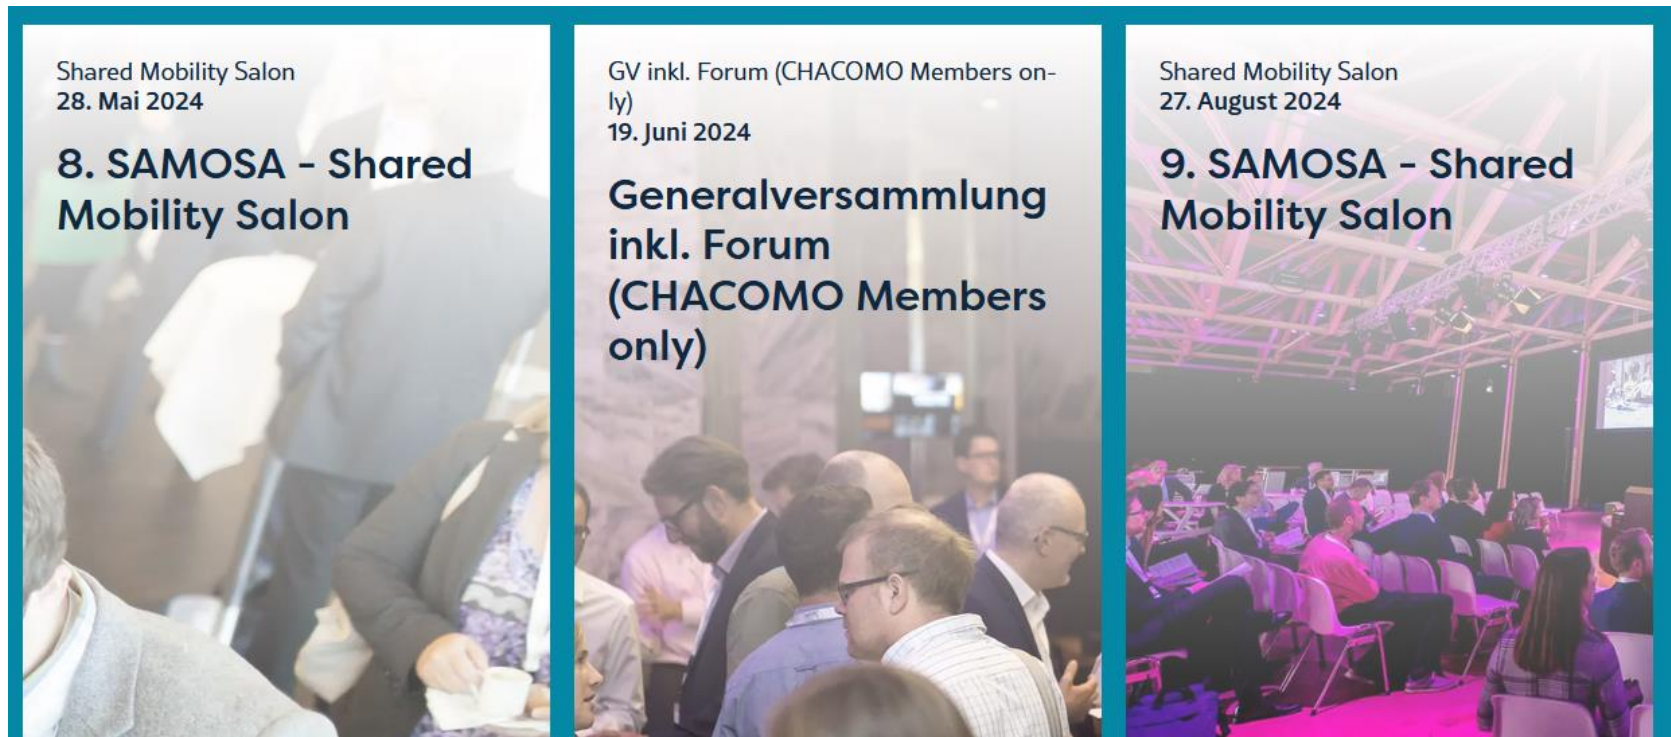 Shared Mobility Salon
28. Mai 2024
8. SAMOSA - Shared
Mobility Salon
GV inkl. Forum (CHACOMO Members on-
ly)
19. Juni 2024
Generalversammlung
inkl. Forum
(CHACOMO Members
only)
Shared Mobility Salon
27. August 2024
9. SAMOSA - Shared
Mobility Salon